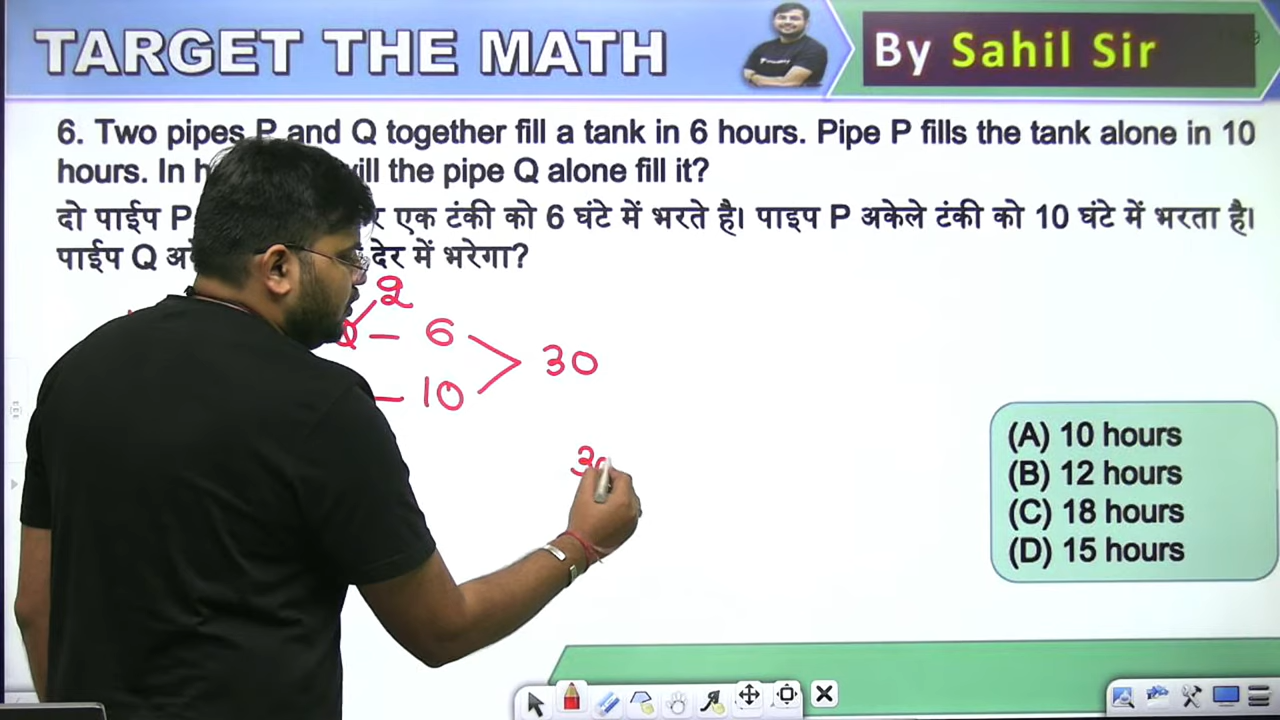 TARGET THE MATH
By Sahil Sir
6. Two pipes P and Q together fill a tank in 6 hours. Pipe P fills the tank alone in 10
hours. In will the pipe Q alone fill it?
दो पाईप P एक टंकी को 6 घंटे में भरते है। पाइप P अकेले टंकी को 10 घंटे में भरता है।
पाईप Q देर में भरेगा?
2
Q — 6
30
— 10
30
(A) 10 hours
(B) 12 hours
(C) 18 hours
(D) 15 hours